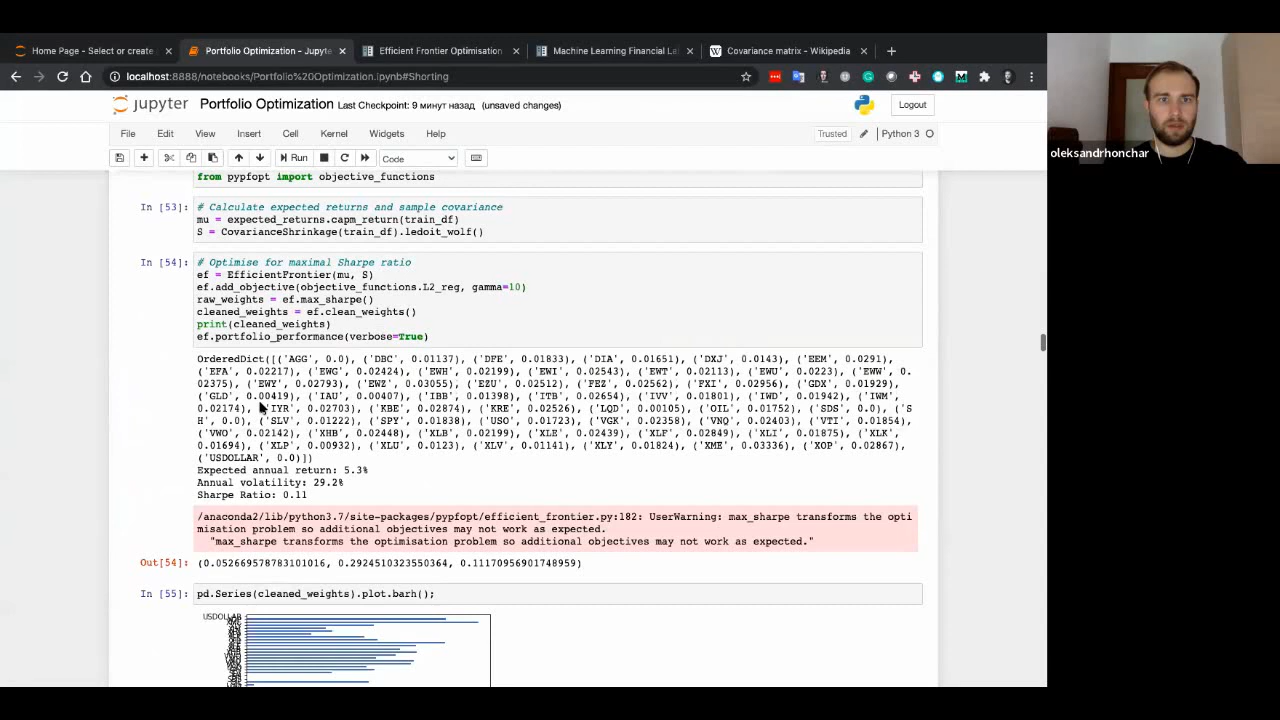 Home Page - Select or create
Portfolio Optimization - Jupyte
Efficient Frontier Optimisation
Machine Learning Financial La
Covariance matrix - Wikipedia
localhost:8888/notebooks/Portfolio%20Optimization.ipynb#Shorting
jupyter Portfolio Optimization Last Checkpoint: 9 минут назад (unsaved changes)
Logout
File Edit View Insert Cell Kernel Widgets Help
Trusted Python 3
Run Code
from pypfopt import objective_functions
In [53]: # Calculate expected returns and sample covariance
mu = expected_returns.capm_return(train_df)
S = CovarianceShrinkage(train_df).ledoit_wolf()
In [54]: # Optimise for maximal Sharpe ratio
ef = EfficientFrontier(mu, S)
ef.add_objective(objective_functions.L2_reg, gamma=10)
raw_weights = ef.max_sharpe()
cleaned_weights = ef.clean_weights()
print(cleaned_weights)
ef.portfolio_performance(verbose=True)
OrderedDict([('AGG', 0.0), ('DBC', 0.01137), ('DFE', 0.01833), ('DIA', 0.01651), ('DXJ', 0.0143), ('EEM', 0.0291),
('EFA', 0.02217), ('EWG', 0.02424), ('EWH', 0.02199), ('EWI', 0.02543), ('EWT', 0.02113), ('EWU', 0.0223), ('EWW', 0.
02375), ('EWY', 0.02793), ('EWZ', 0.03055), ('EZU', 0.02512), ('FEZ', 0.02562), ('FXI', 0.02956), ('GDX', 0.01929),
('GLD', 0.00419), ('IAU', 0.00407), ('IBB', 0.01398), ('ITB', 0.02654), ('IVV', 0.01801), ('IWD', 0.01942), ('IWM',
0.02174), ('IYR', 0.02703), ('KBE', 0.02874), ('KRE', 0.02526), ('LQD', 0.00105), ('OIL', 0.01752), ('SDS', 0.0), ('S
H', 0.0), ('SLV', 0.01222), ('SPY', 0.01838), ('USO', 0.01723), ('VGK', 0.02358), ('VNQ', 0.02403), ('VTI', 0.01854),
('VWO', 0.02142), ('XHB', 0.02448), ('XLB', 0.02199), ('XLE', 0.02439), ('XLF', 0.02849), ('XLI', 0.01875), ('XLK',
0.01694), ('XLP', 0.00932), ('XLU', 0.0123), ('XLV', 0.01141), ('XLY', 0.01824), ('XME', 0.03336), ('XOP', 0.02867),
('USDOLLAR', 0.0)])
Expected annual return: 5.3%
Annual volatility: 29.2%
Sharpe Ratio: 0.11
/anaconda2/lib/python3.7/site-packages/pypfopt/efficient_frontier.py:182: UserWarning: max_sharpe transforms the opti
misation problem so additional objectives may not work as expected.
"max_sharpe transforms the optimisation problem so additional objectives may not work as expected."
Out[54]: (0.052669578783101016, 0.2924510323550364, 0.11170956901748959)
In [55]: pd.Series(cleaned_weights).plot.barh();
USDOLLAR
oleksandrhonchar